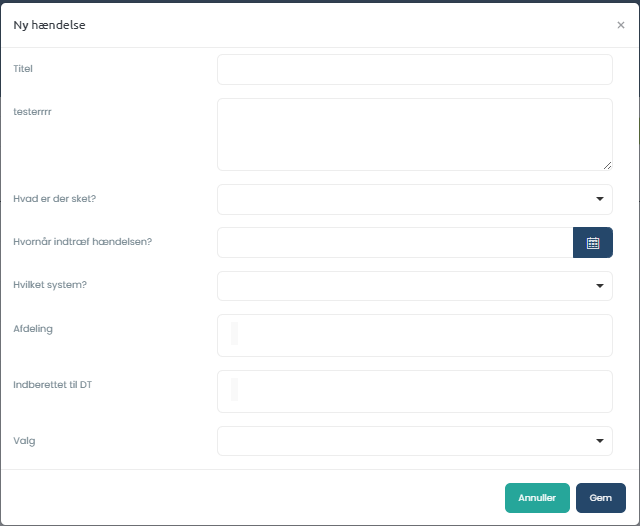 Ny hændelse
×
Titel
testerrrr
Hvad er der sket?
Hvornår indtræf hændelsen?
Hvilket system?
Afdeling
Indberettet til DT
Valg
Annuller
Gem